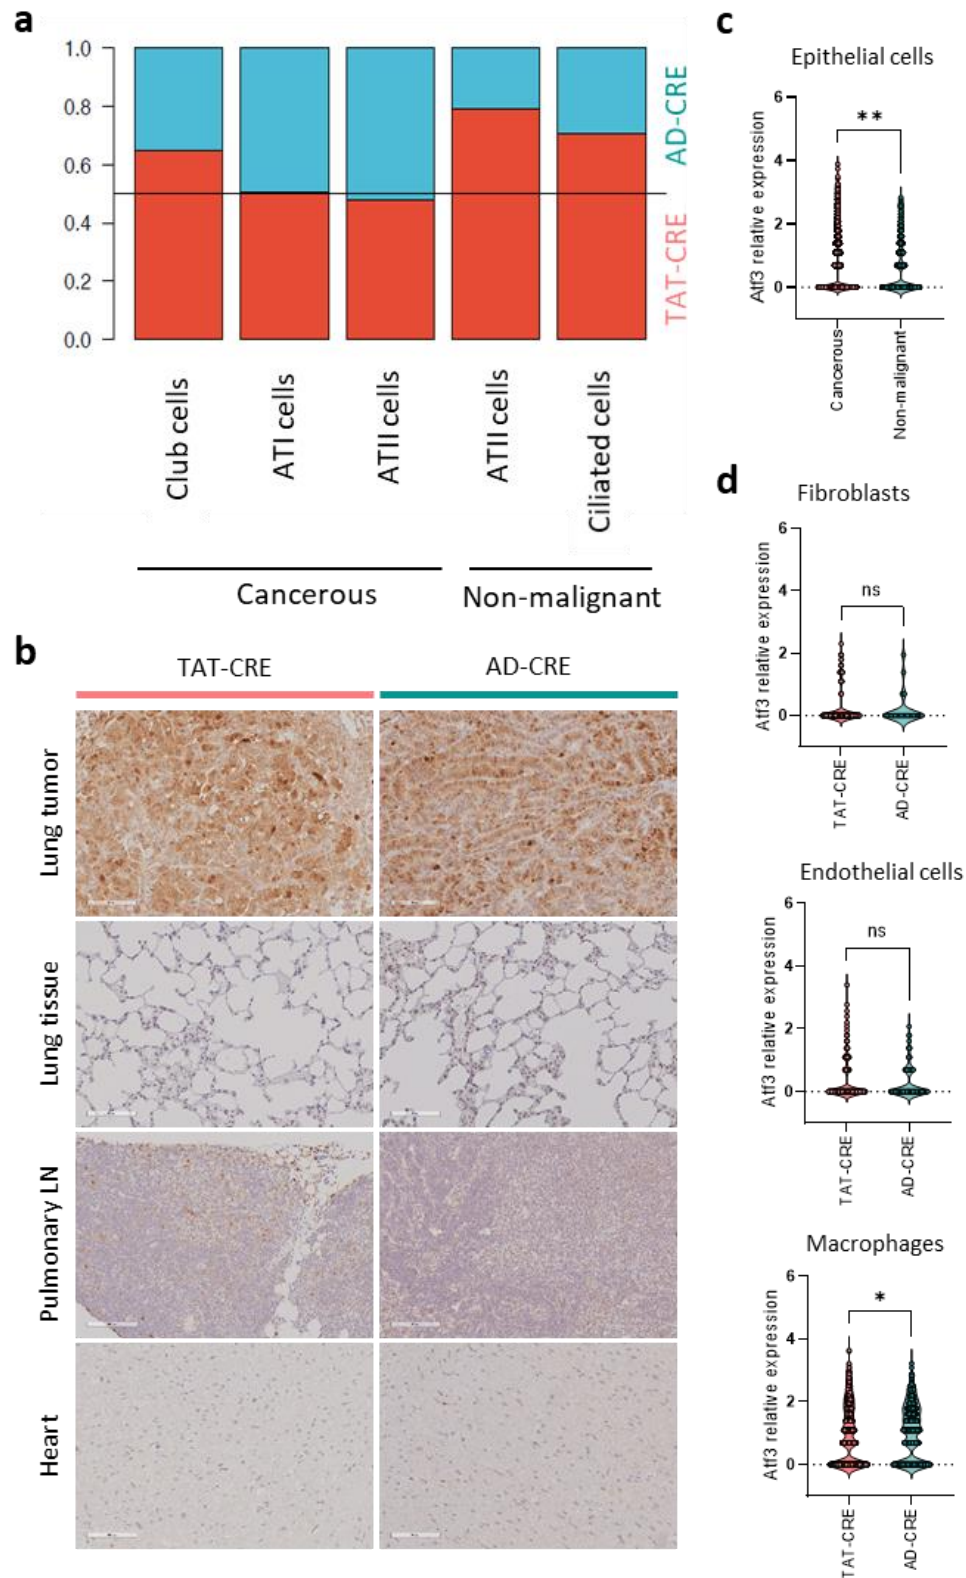 a
1.0
0.8
0.6
0.4
0.2
0.0
AD-CRE
TAT-CRE
Club cells
ATI cells
ATII cells
ATII cells
Ciliated cells
Cancerous
Non-malignant
b
TAT-CRE
AD-CRE
Lung tumor
Lung tissue
Pulmonary LN
Heart
c
Epithelial cells
Atf3 relative expression
6
4
2
0
**
Cancerous
Non-malignant
d
Fibroblasts
Atf3 relative expression
6
4
2
0
ns
TAT-CRE
AD-CRE
Endothelial cells
Atf3 relative expression
6
4
2
0
ns
TAT-CRE
AD-CRE
Macrophages
Atf3 relative expression
6
4
2
0
*
TAT-CRE
AD-CRE